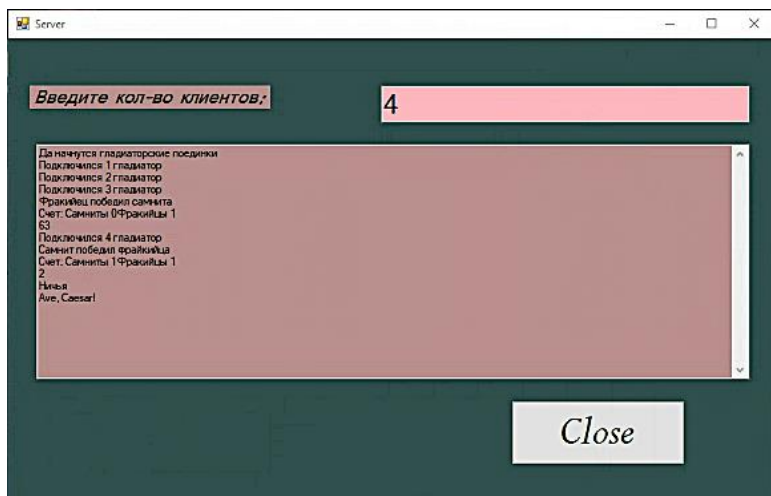 Server
Введите кол-во клиентов:
4
Да начнутся гладиаторские поединки
Подключился 1 гладиатор
Подключился 2 гладиатор
Подключился 3 гладиатор
Фракийец победил самнита
Счет: Самниты 0Фракийцы 1
63
Подключился 4 гладиатор
Самнит победил фрайкийца
Счет: Самниты 1Фракийцы 1
2
Ничья
Ave, Caesar!
Close